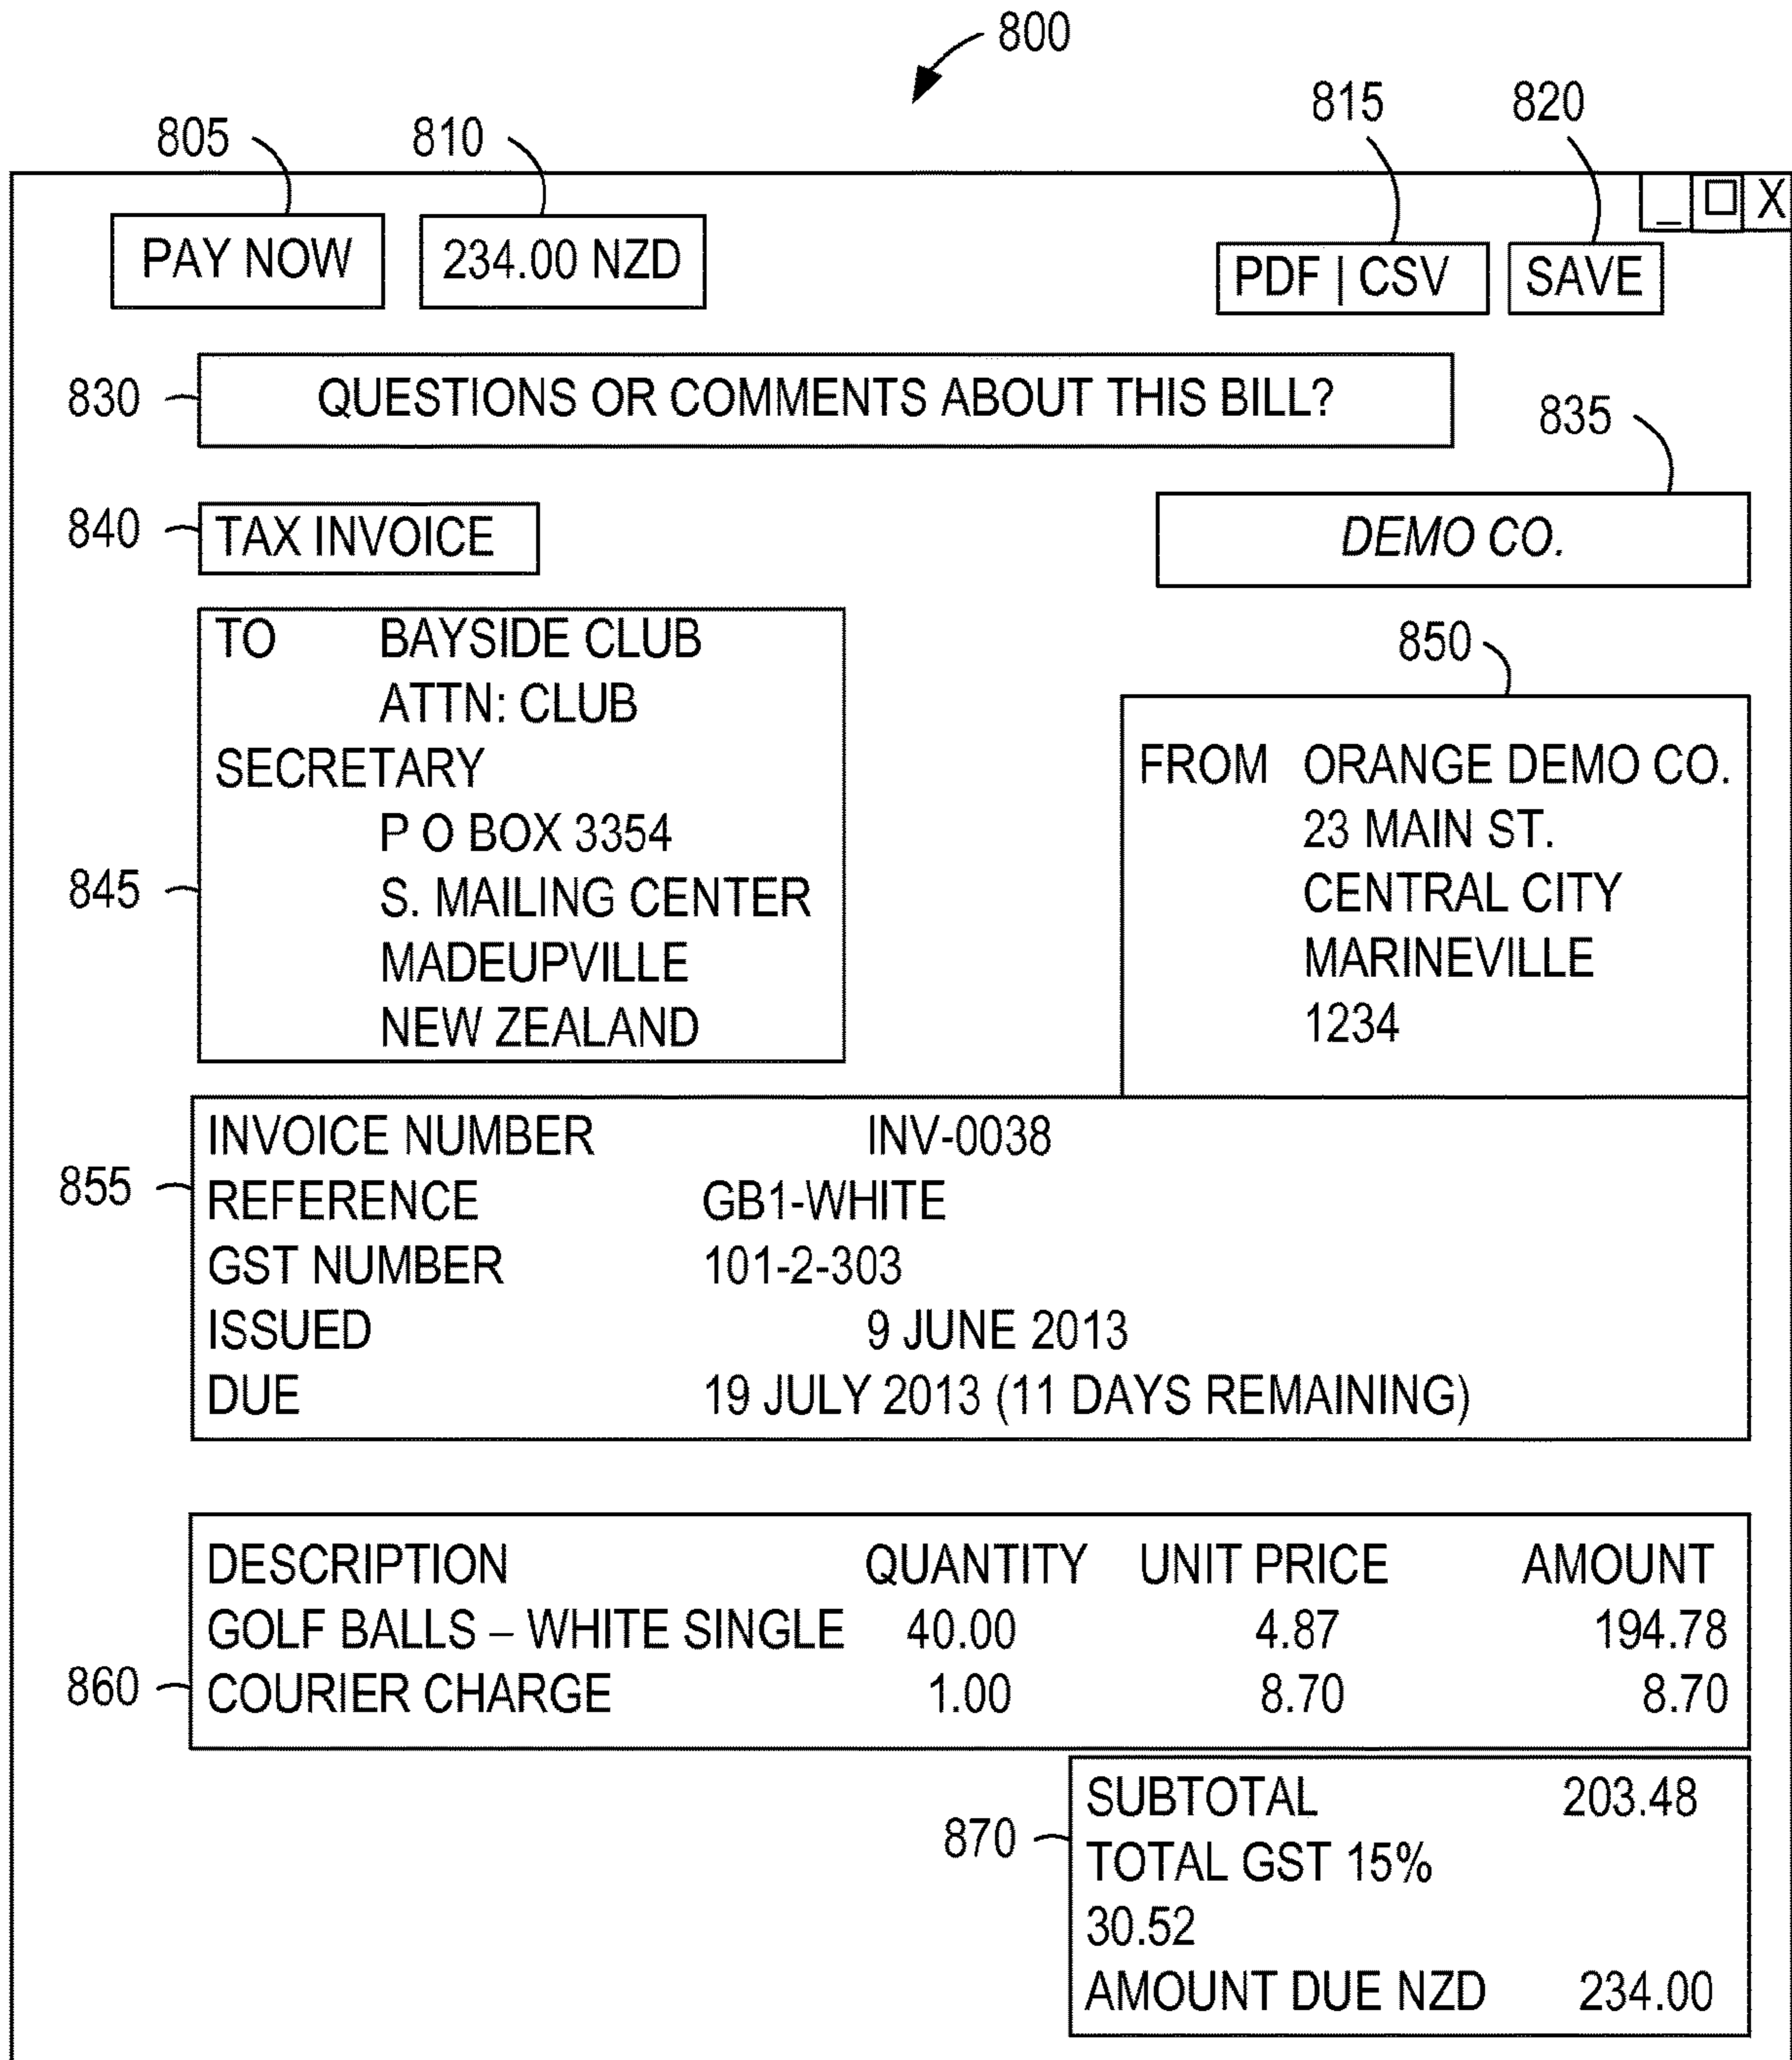 800
805 810 815 820
_ □ X
PAY NOW 234.00 NZD PDF | CSV SAVE
830 QUESTIONS OR COMMENTS ABOUT THIS BILL?
835
840 TAX INVOICE DEMO CO.
845
TO BAYSIDE CLUB
ATTN: CLUB
SECRETARY
P O BOX 3354
S. MAILING CENTER
MADEUPVILLE
NEW ZEALAND
850
FROM ORANGE DEMO CO.
23 MAIN ST.
CENTRAL CITY
MARINEVILLE
1234
855
INVOICE NUMBER INV-0038
REFERENCE GB1-WHITE
GST NUMBER 101-2-303
ISSUED 9 JUNE 2013
DUE 19 JULY 2013 (11 DAYS REMAINING)
860
DESCRIPTION QUANTITY UNIT PRICE AMOUNT
GOLF BALLS – WHITE SINGLE 40.00 4.87 194.78
COURIER CHARGE 1.00 8.70 8.70
870
SUBTOTAL 203.48
TOTAL GST 15%
30.52
AMOUNT DUE NZD 234.00